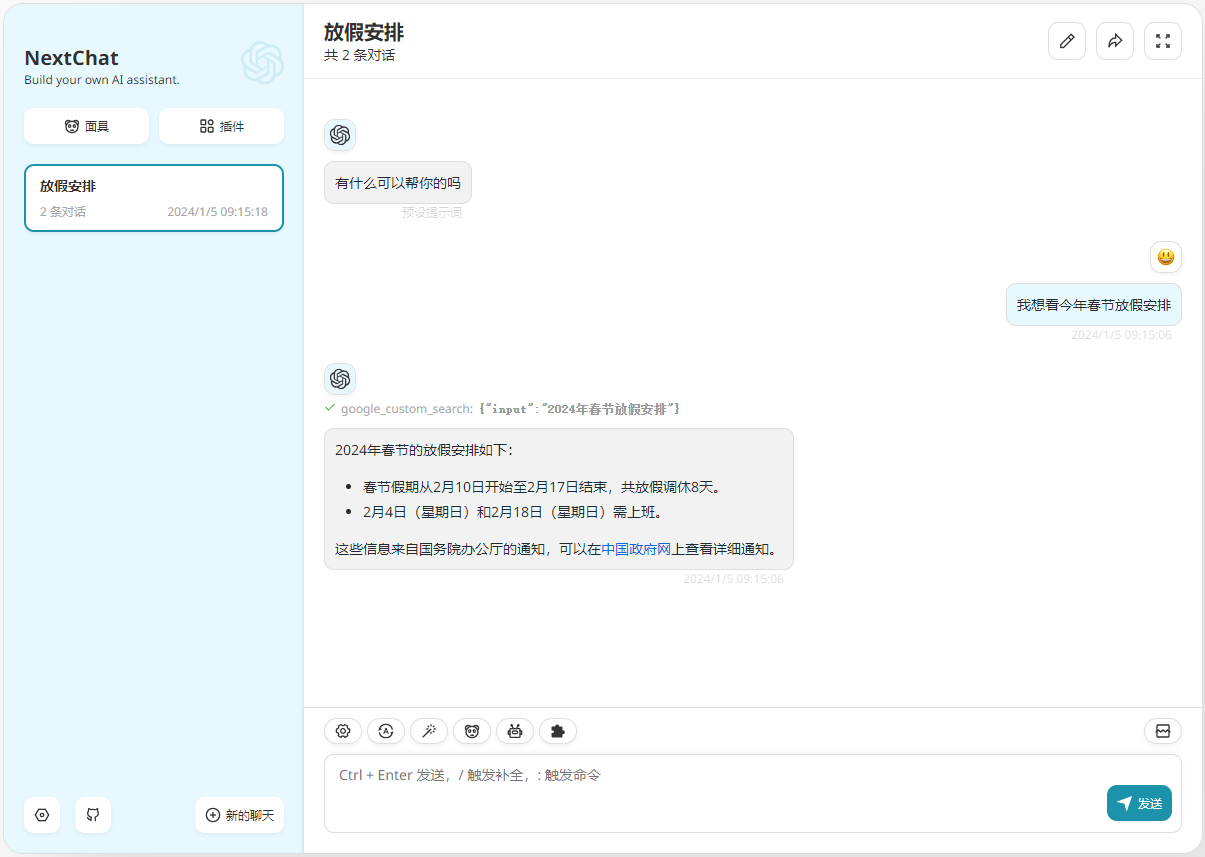 NextChat
Build your own AI assistant.
面具
插件
放假安排
2 条对话
2024/1/5 09:15:18
新的聊天
放假安排
共 2 条对话
有什么可以帮你的吗
预设提示词
我想看今年春节放假安排
2024/1/5 09:15:06
google_custom_search: {"input":"2024年春节放假安排"}
2024年春节的放假安排如下：
• 春节假期从2月10日开始至2月17日结束，共放假调休8天。
• 2月4日（星期日）和2月18日（星期日）需上班。
这些信息来自国务院办公厅的通知，可以在中国政府网上查看详细通知。
2024/1/5 09:15:06
Ctrl + Enter 发送，/ 触发补全，: 触发命令
发送